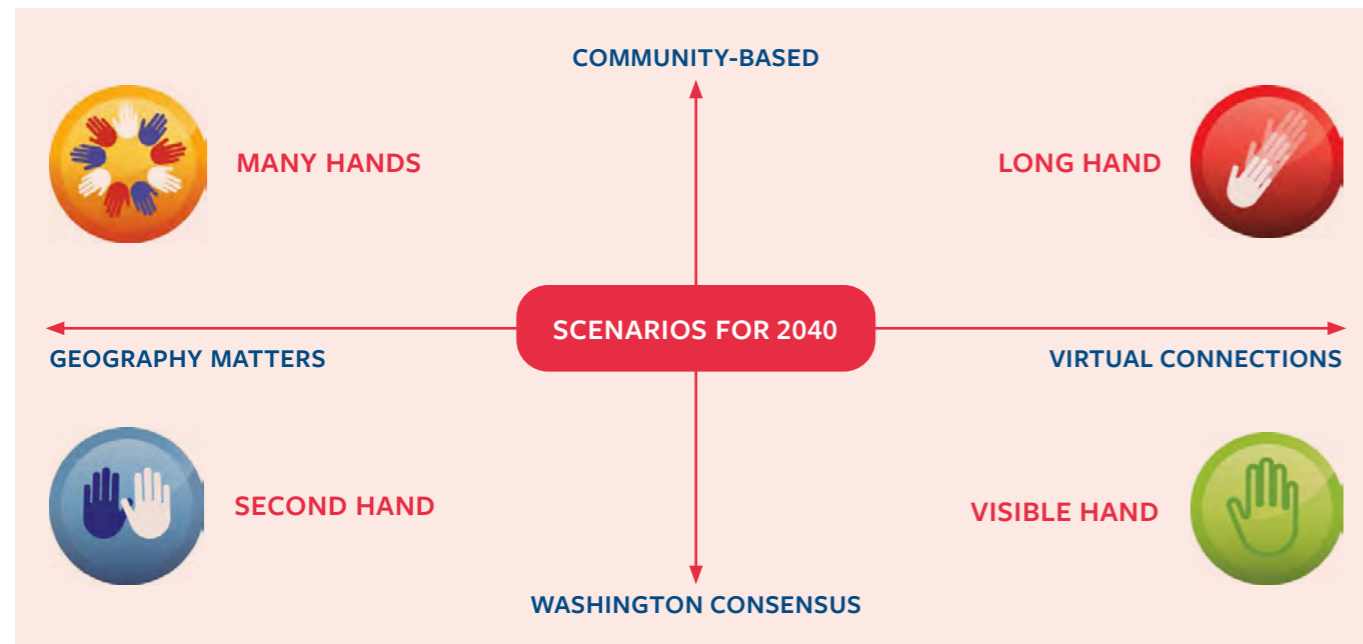 COMMUNITY-BASED
MANY HANDS
LONG HAND
SCENARIOS FOR 2040
GEOGRAPHY MATTERS
VIRTUAL CONNECTIONS
SECOND HAND
VISIBLE HAND
WASHINGTON CONSENSUS